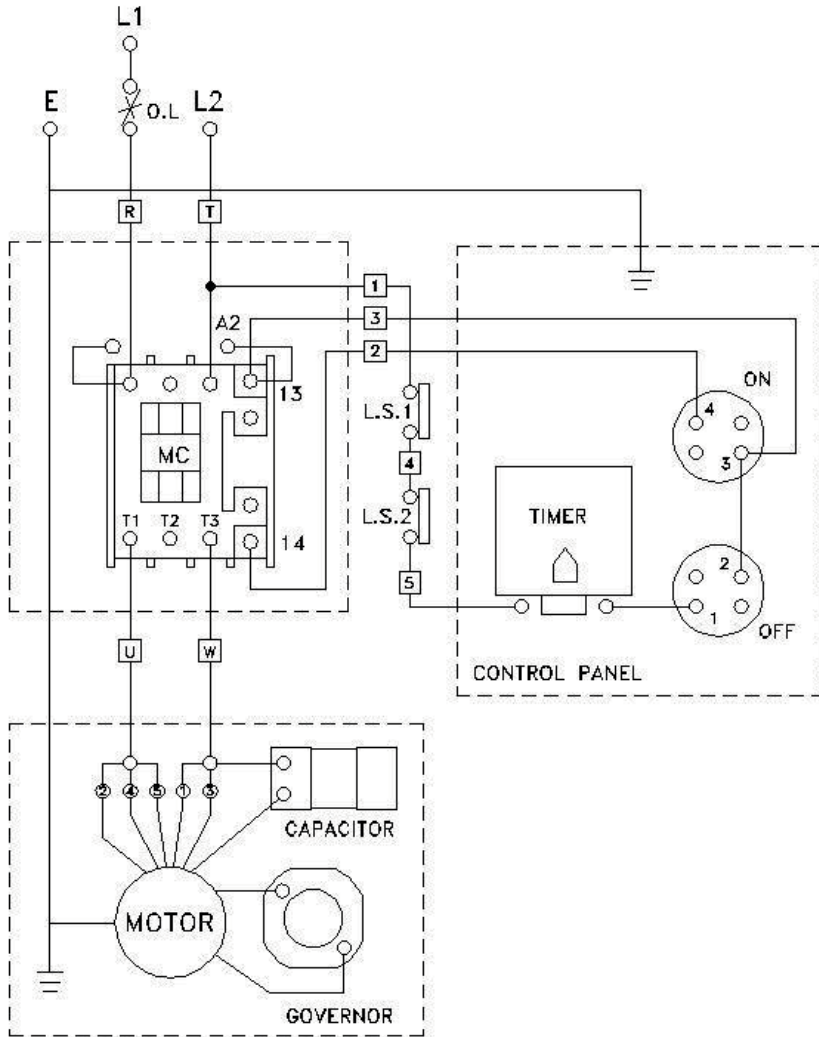 L1
E
O.L
L2
R
T
1
3
2
A2
13
ON
4
L.S.1
3
MC
4
TIMER
L.S.2
T1
T2
T3
14
2
5
1
OFF
U
W
CONTROL PANEL
2
4
5
1
3
CAPACITOR
MOTOR
GOVERNOR